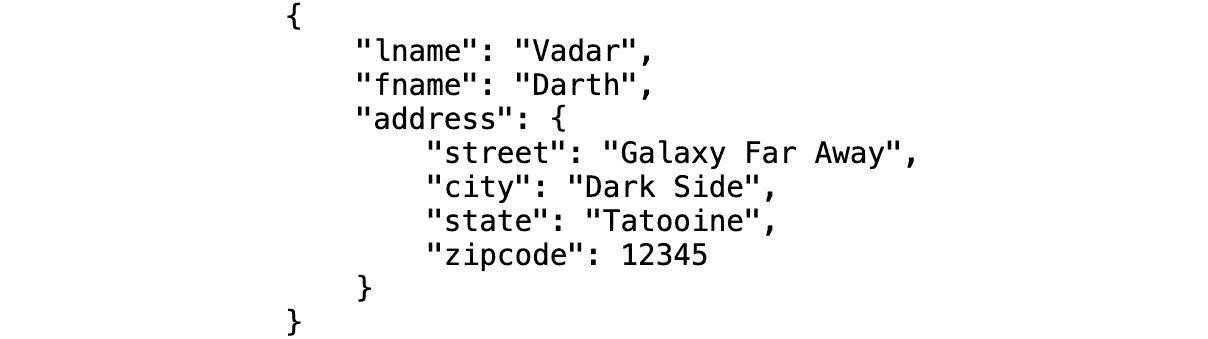 {
    "lname": "Vadar",
    "fname": "Darth",
    "address": {
        "street": "Galaxy Far Away",
        "city": "Dark Side",
        "state": "Tatooine",
        "zipcode": 12345
    }
}